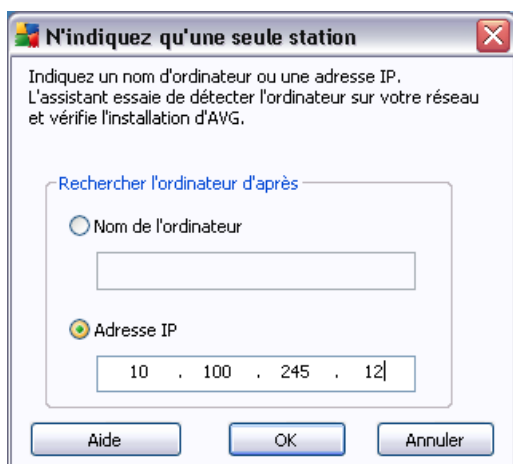 N'indiquez qu'une seule station
Indiquez un nom d'ordinateur ou une adresse IP.
L'assistant essaie de détecter l'ordinateur sur votre réseau
et vérifie l'installation d'AVG.
Rechercher l'ordinateur d'après
Nom de l'ordinateur
Adresse IP
10 . 100 . 245 . 12
Aide OK Annuler